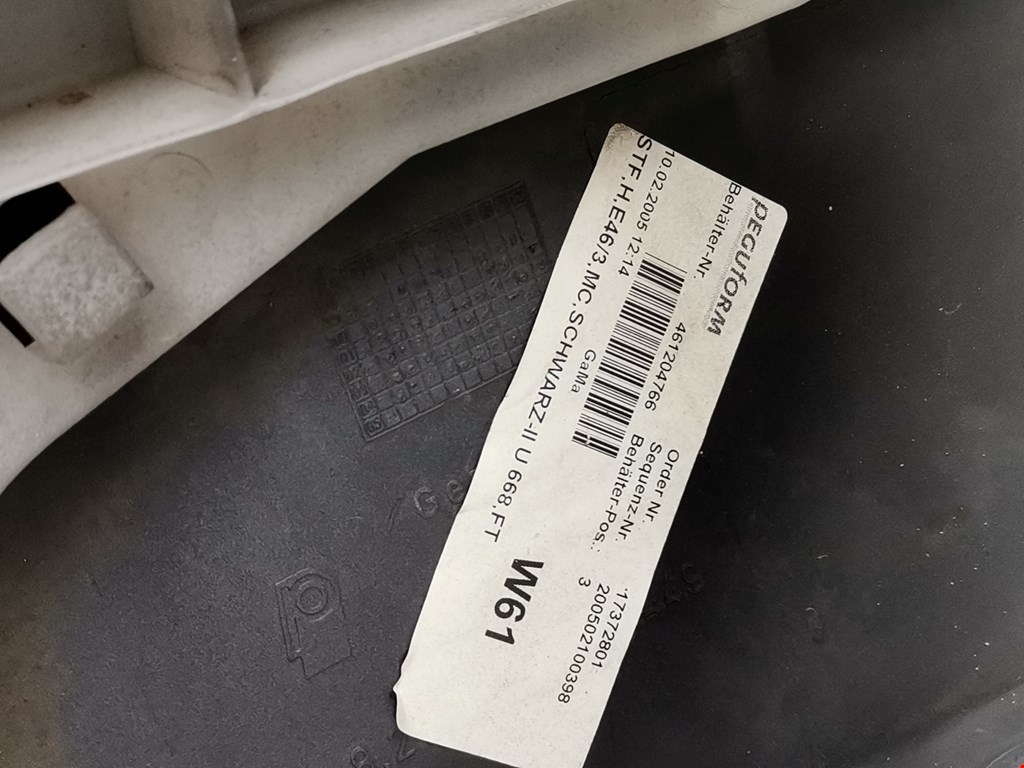 PEGUfORM
Order Nr. 17372801
Sequenz-Nr. 200502100398
Behälter-Nr. 461204766 Behälter-Pos.: 3
10.02.2005 12:14 GaMa
STF.H.E46/3.MC.SCHWARZ-II U 668.FT
W61